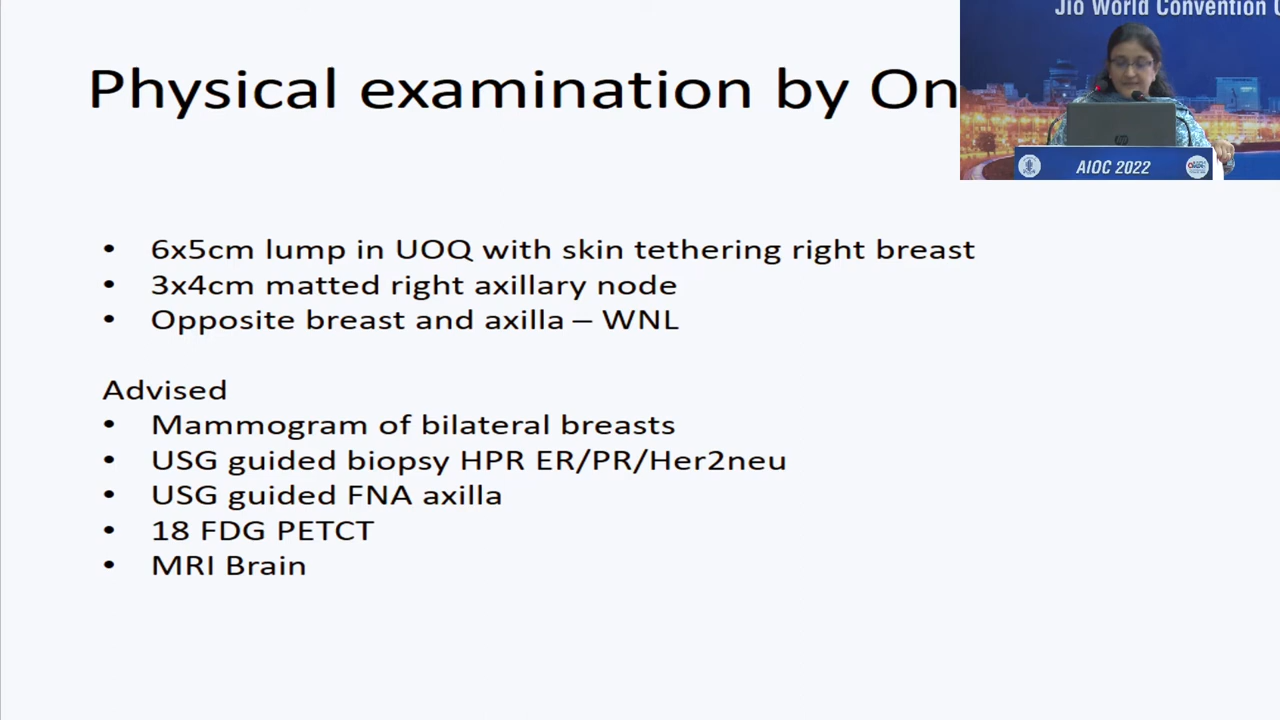 Jio World Convention
Physical examination by On
AIOC 2022
• 6x5cm lump in UOQ with skin tethering right breast
• 3x4cm matted right axillary node
• Opposite breast and axilla – WNL
Advised
• Mammogram of bilateral breasts
• USG guided biopsy HPR ER/PR/Her2neu
• USG guided FNA axilla
• 18 FDG PETCT
• MRI Brain
hp